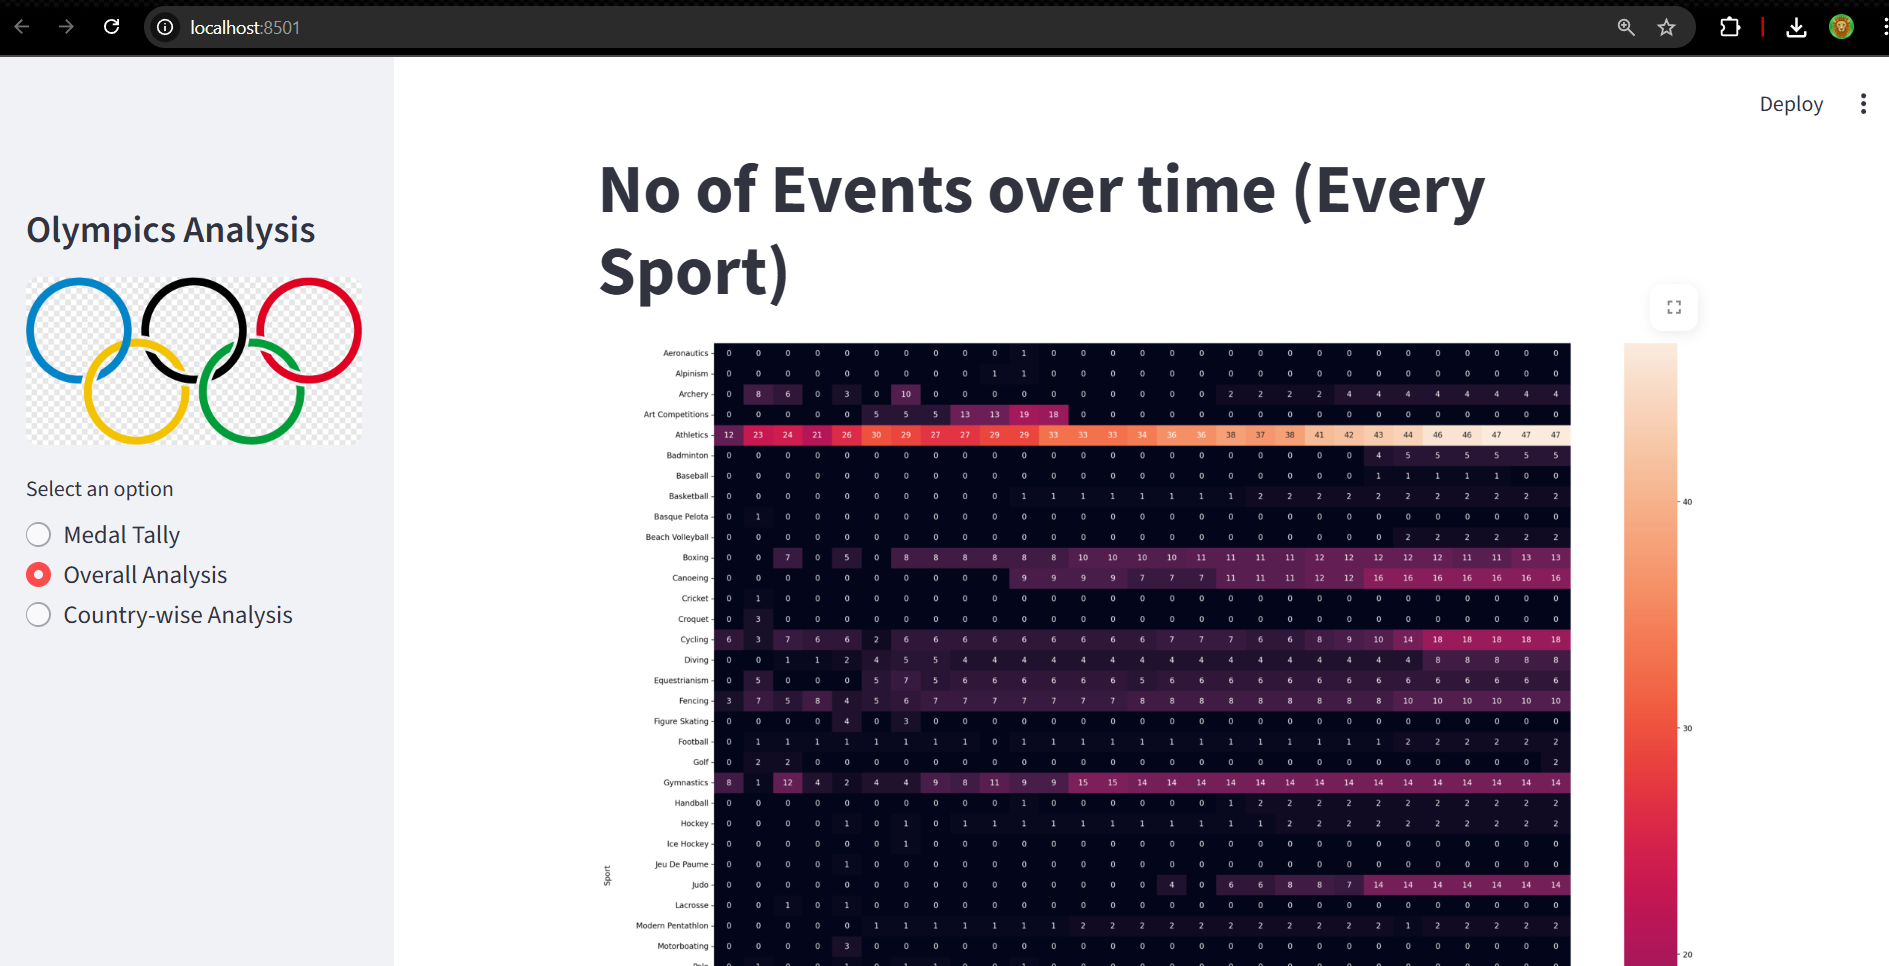 localhost:8501
Deploy
Olympics Analysis
Select an option
Medal Tally
Overall Analysis
Country-wise Analysis
No of Events over time (Every
Sport)
Aeronautics 0 0 0 0 0 0 0 0 0 0 1 0 0 0 0 0 0 0 0 0 0 0 0 0 0 0 0 0 0
Alpinism 0 0 0 0 0 0 0 0 0 1 1 0 0 0 0 0 0 0 0 0 0 0 0 0 0 0 0 0 0
Archery 0 8 6 0 3 0 10 0 0 0 0 0 0 0 0 0 0 2 2 2 2 4 4 4 4 4 4 4 4
Art Competitions 0 0 0 0 0 5 5 5 13 13 19 18 0 0 0 0 0 0 0 0 0 0 0 0 0 0 0 0 0
Athletics 12 23 24 21 26 30 29 27 27 29 29 33 33 33 34 36 36 38 37 38 41 42 43 44 46 46 47 47 47
Badminton 0 0 0 0 0 0 0 0 0 0 0 0 0 0 0 0 0 0 0 0 0 0 4 5 5 5 5 5 5
Baseball 0 0 0 0 0 0 0 0 0 0 0 0 0 0 0 0 0 0 0 0 0 0 1 1 1 1 1 0 0
Basketball 0 0 0 0 0 0 0 0 0 0 1 1 1 1 1 1 1 1 2 2 2 2 2 2 2 2 2 2 2
Basque Pelota 0 1 0 0 0 0 0 0 0 0 0 0 0 0 0 0 0 0 0 0 0 0 0 0 0 0 0 0 0
Beach Volleyball 0 0 0 0 0 0 0 0 0 0 0 0 0 0 0 0 0 0 0 0 0 0 0 2 2 2 2 2 2
Boxing 0 0 7 0 5 0 8 8 8 8 8 8 10 10 10 10 11 11 11 11 12 12 12 12 12 11 11 13 13
Canoeing 0 0 0 0 0 0 0 0 0 0 9 9 9 9 7 7 7 11 11 11 12 12 16 16 16 16 16 16 16
Cricket 0 1 0 0 0 0 0 0 0 0 0 0 0 0 0 0 0 0 0 0 0 0 0 0 0 0 0 0 0
Croquet 0 3 0 0 0 0 0 0 0 0 0 0 0 0 0 0 0 0 0 0 0 0 0 0 0 0 0 0 0
Cycling 6 3 7 6 6 2 6 6 6 6 6 6 6 6 6 7 7 7 6 6 8 9 10 14 18 18 18 18 18
Diving 0 0 1 1 2 4 5 5 4 4 4 4 4 4 4 4 4 4 4 4 4 4 4 4 8 8 8 8 8
Equestrianism 0 5 0 0 0 5 7 5 6 6 6 6 6 6 5 6 6 6 6 6 6 6 6 6 6 6 6 6 6
Fencing 3 7 5 8 4 5 6 7 7 7 7 7 7 7 8 8 8 8 8 8 8 8 8 10 10 10 10 10 10
Figure Skating 0 0 0 0 4 0 3 0 0 0 0 0 0 0 0 0 0 0 0 0 0 0 0 0 0 0 0 0 0
Football 0 1 1 1 1 1 1 1 1 0 1 1 1 1 1 1 1 1 1 1 1 1 1 2 2 2 2 2 2
Golf 0 2 2 0 0 0 0 0 0 0 0 0 0 0 0 0 0 0 0 0 0 0 0 0 0 0 0 0 2
Gymnastics 8 1 12 4 2 4 4 9 8 11 9 9 15 15 14 14 14 14 14 14 14 14 14 14 14 14 14 14 14
Handball 0 0 0 0 0 0 0 0 0 0 1 0 0 0 0 0 0 1 2 2 2 2 2 2 2 2 2 2 2
Hockey 0 0 0 0 1 0 1 0 1 1 1 1 1 1 1 1 1 1 1 2 2 2 2 2 2 2 2 2 2
Ice Hockey 0 0 0 0 0 0 1 0 0 0 0 0 0 0 0 0 0 0 0 0 0 0 0 0 0 0 0 0 0
Jeu De Paume 0 0 0 0 1 0 0 0 0 0 0 0 0 0 0 0 0 0 0 0 0 0 0 0 0 0 0 0 0
Judo 0 0 0 0 0 0 0 0 0 0 0 0 0 0 0 4 0 6 6 8 8 7 14 14 14 14 14 14 14
Lacrosse 0 0 1 0 1 0 0 0 0 0 0 0 0 0 0 0 0 0 0 0 0 0 0 0 0 0 0 0 0
Modern Pentathlon 0 0 0 0 0 1 1 1 1 1 1 1 2 2 2 2 2 2 2 2 2 2 2 1 2 2 2 2 2
Motorboating 0 0 0 0 3 0 0 0 0 0 0 0 0 0 0 0 0 0 0 0 0 0 0 0 0 0 0 0 0
Sport
40
30
20